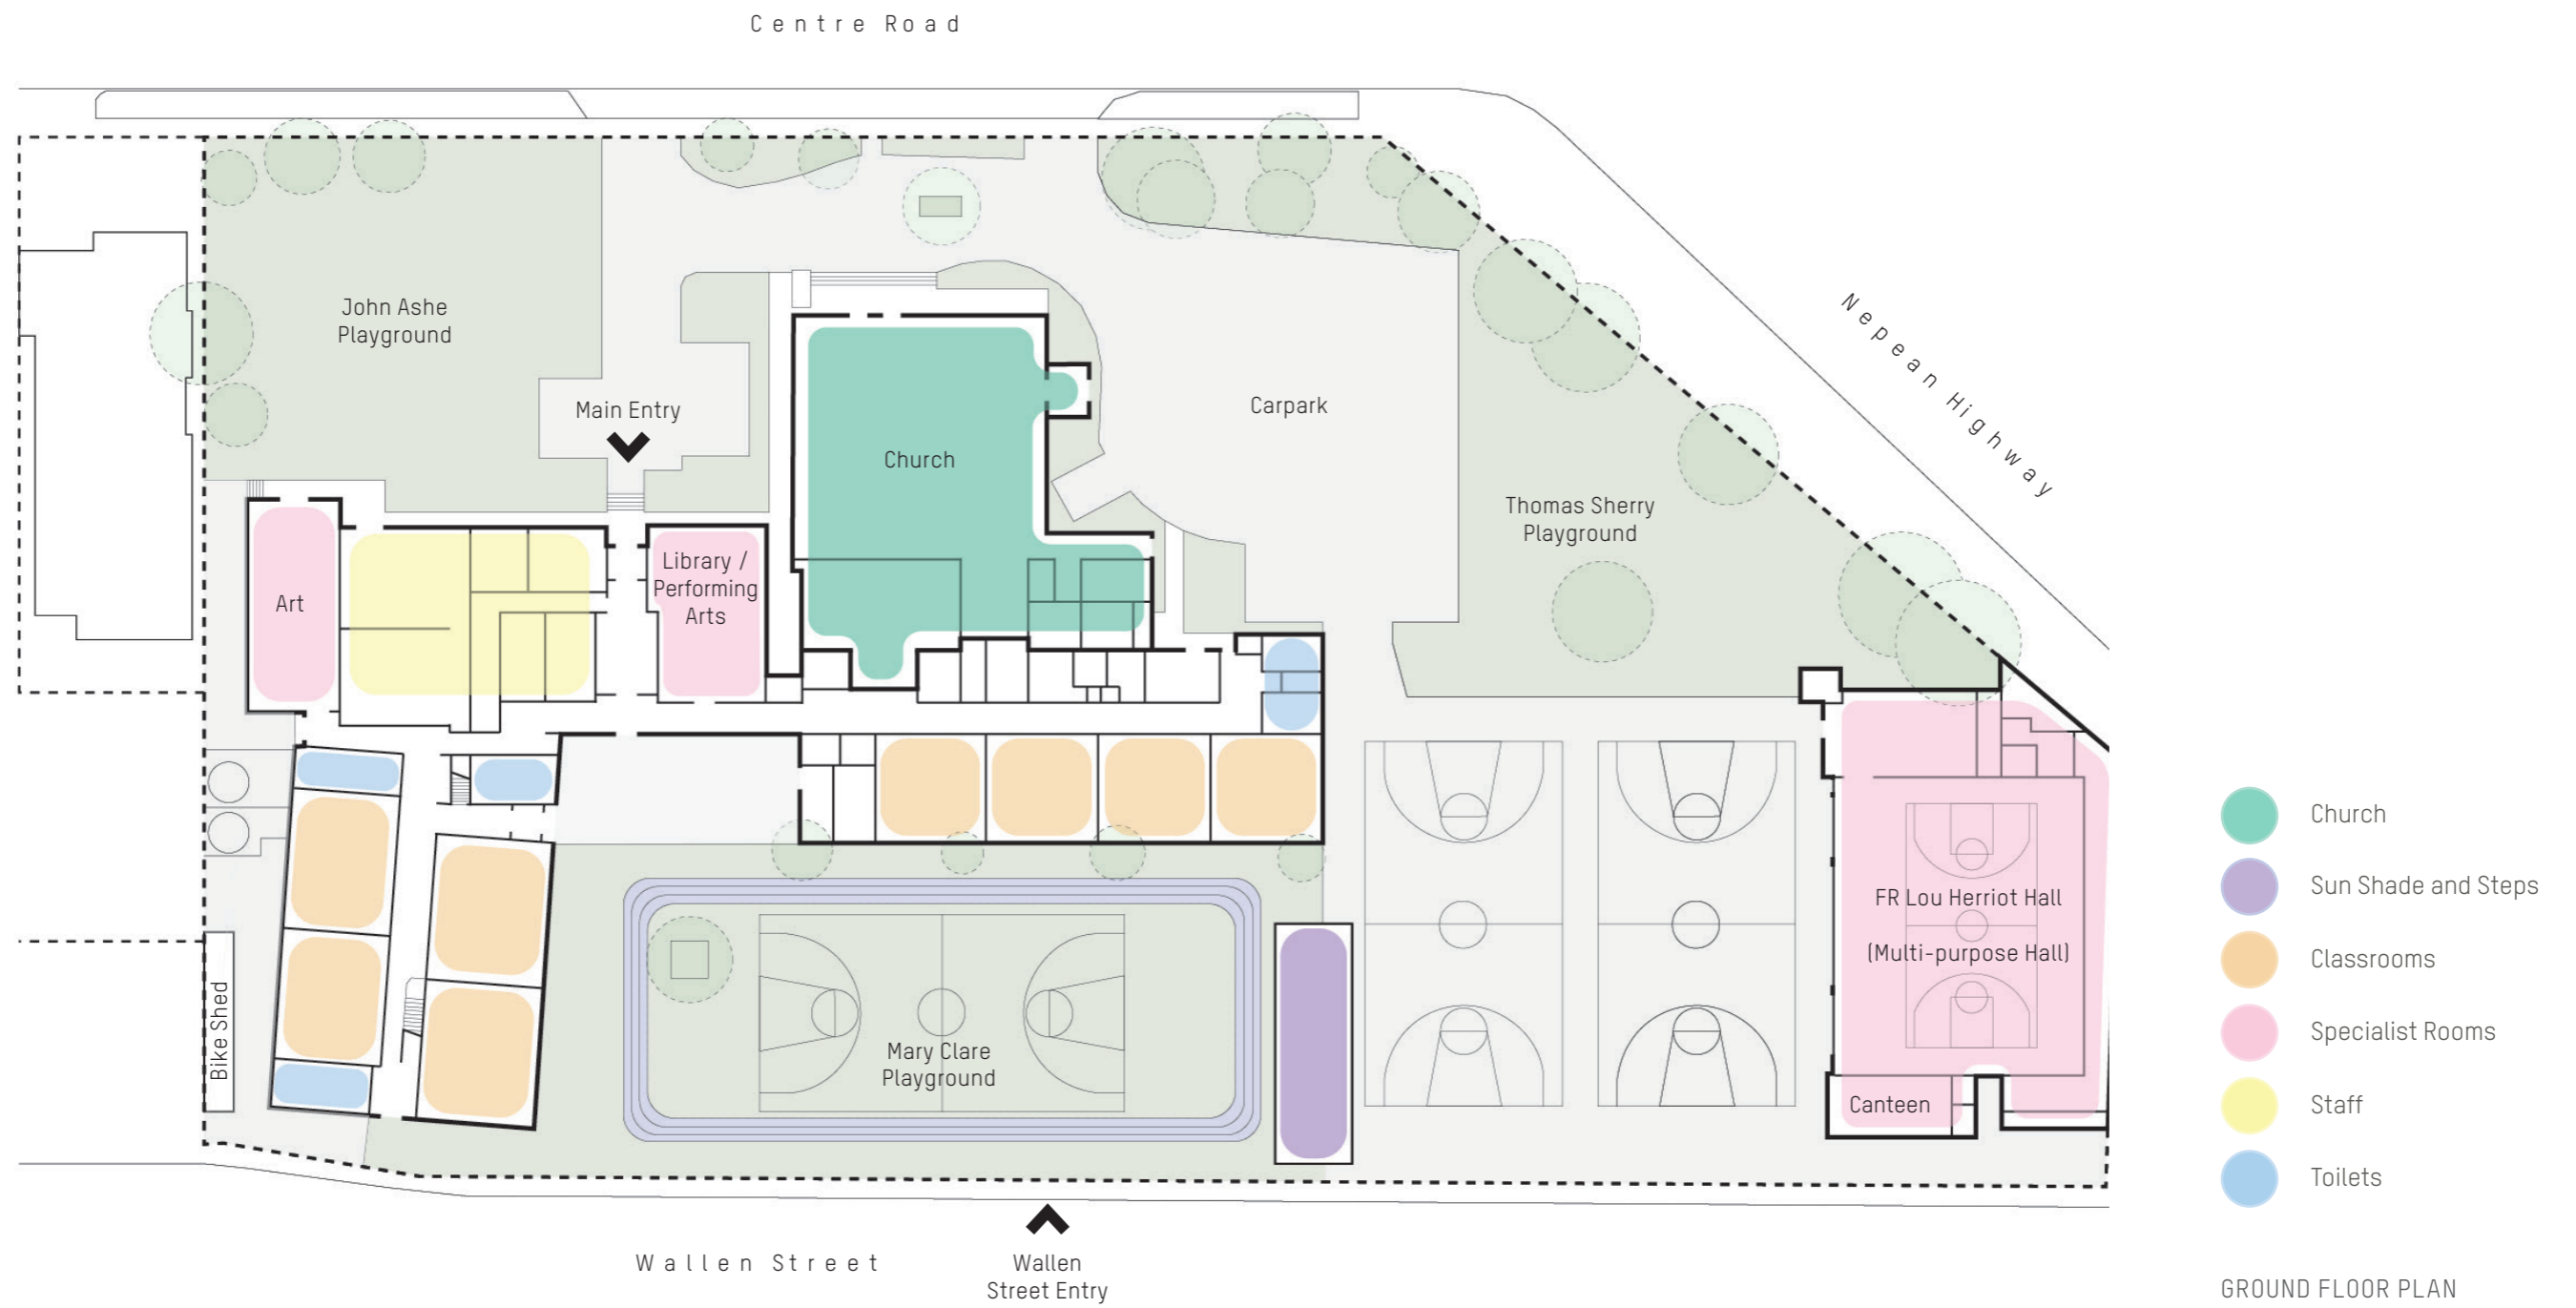 Centre Road
Nepean Highway
John Ashe
Playground
Main Entry
Church
Carpark
Thomas Sherry
Playground
Art
Library /
Performing
Arts
FR Lou Herriot Hall
(Multi-purpose Hall)
Bike Shed
Mary Clare
Playground
Canteen
Wallen Street
Wallen
Street Entry
Church
Sun Shade and Steps
Classrooms
Specialist Rooms
Staff
Toilets
GROUND FLOOR PLAN